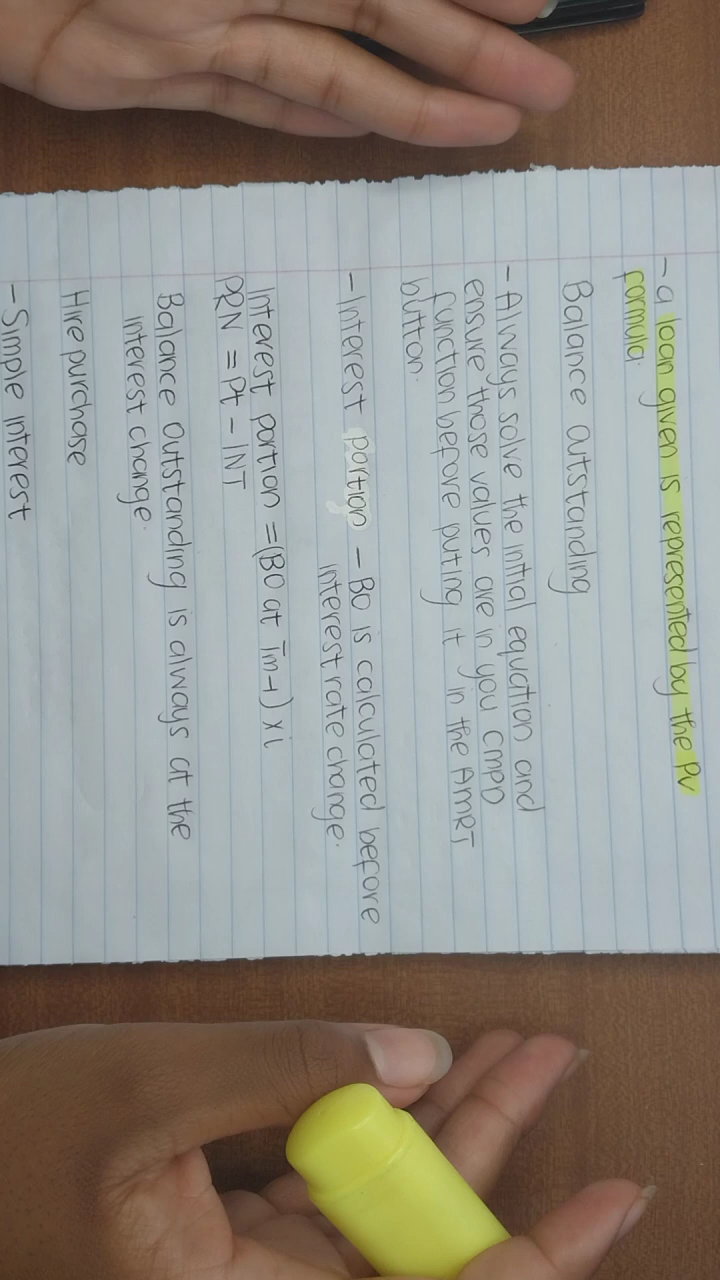 - a loan given is represented by the Pv
formula.
Balance outstanding
- Always solve the initial equation and
ensure those values are in you CMPD
function before puting it in the AMRT
button.
- Interest portion - BO is calculated before
interest rate change.
Interest portion = (BO at Tm-1) x i
PRN = Pt - INT
Balance Outstanding is always at the
interest change.
Hire purchase
- Simple interest